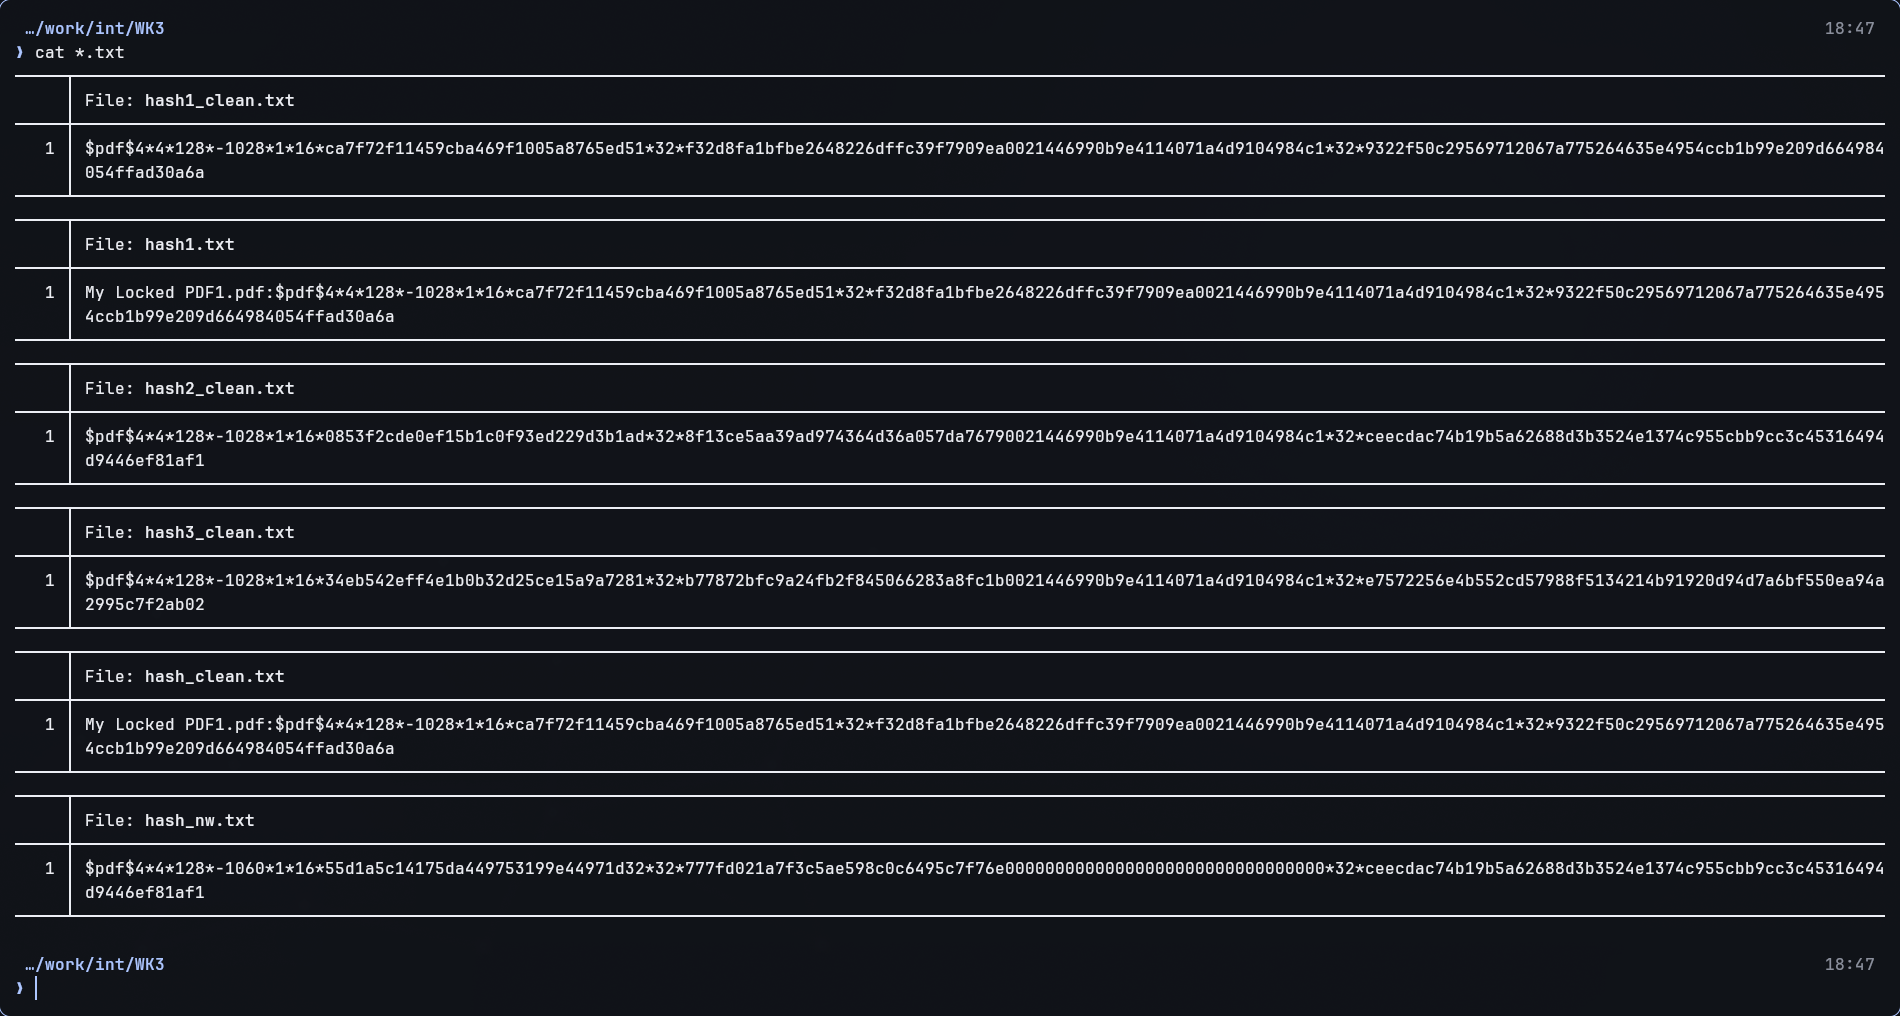 …/work/int/WK3 18:47
❯ cat *.txt
File: hash1_clean.txt
1 $pdf$4*4*128*-1028*1*16*ca7f72f11459cba469f1005a8765ed51*32*f32d8fa1bfbe2648226dffc39f7909ea0021446990b9e4114071a4d9104984c1*32*9322f50c29569712067a775264635e4954ccb1b99e209d664984
054ffad30a6a
File: hash1.txt
1 My Locked PDF1.pdf:$pdf$4*4*128*-1028*1*16*ca7f72f11459cba469f1005a8765ed51*32*f32d8fa1bfbe2648226dffc39f7909ea0021446990b9e4114071a4d9104984c1*32*9322f50c29569712067a775264635e495
4ccb1b99e209d664984054ffad30a6a
File: hash2_clean.txt
1 $pdf$4*4*128*-1028*1*16*0853f2cde0ef15b1c0f93ed229d3b1ad*32*8f13ce5aa39ad974364d36a057da76790021446990b9e4114071a4d9104984c1*32*ceecdac74b19b5a62688d3b3524e1374c955cbb9cc3c45316494
d9446ef81af1
File: hash3_clean.txt
1 $pdf$4*4*128*-1028*1*16*34eb542eff4e1b0b32d25ce15a9a7281*32*b77872bfc9a24fb2f845066283a8fc1b0021446990b9e4114071a4d9104984c1*32*e7572256e4b552cd57988f5134214b91920d94d7a6bf550ea94a
2995c7f2ab02
File: hash_clean.txt
1 My Locked PDF1.pdf:$pdf$4*4*128*-1028*1*16*ca7f72f11459cba469f1005a8765ed51*32*f32d8fa1bfbe2648226dffc39f7909ea0021446990b9e4114071a4d9104984c1*32*9322f50c29569712067a775264635e495
4ccb1b99e209d664984054ffad30a6a
File: hash_nw.txt
1 $pdf$4*4*128*-1060*1*16*55d1a5c14175da449753199e44971d32*32*777fd021a7f3c5ae598c0c6495c7f76e00000000000000000000000000000000*32*ceecdac74b19b5a62688d3b3524e1374c955cbb9cc3c45316494
d9446ef81af1
…/work/int/WK3 18:47
❯